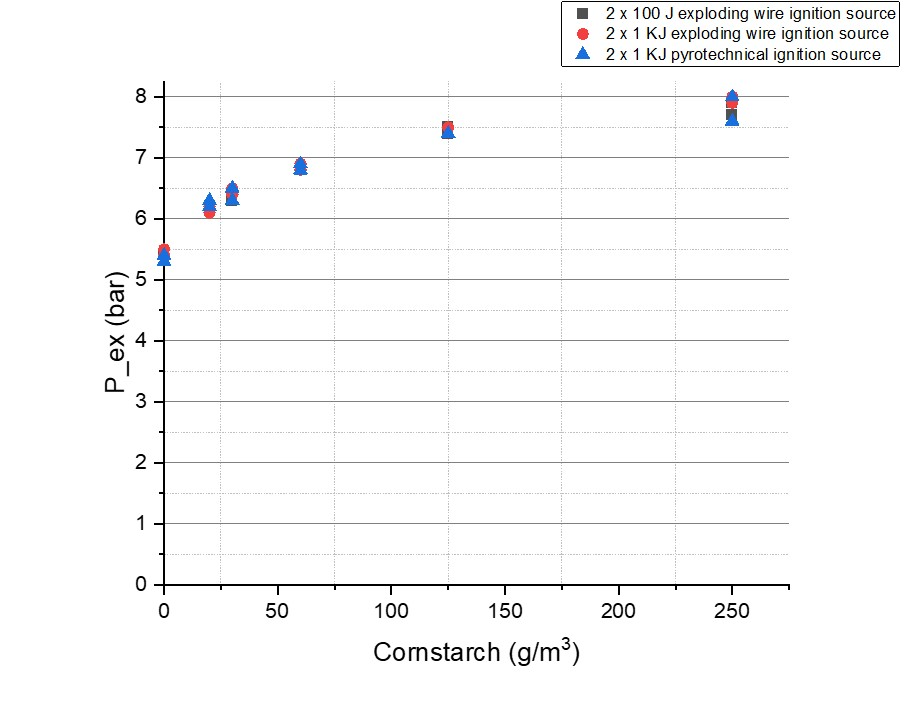 2 x 100 J exploding wire ignition source
2 x 1 KJ exploding wire ignition source
2 x 1 KJ pyrotechnical ignition source
8
7
6
5
4
3
2
1
0
P_ex (bar)
0 50 100 150 200 250
Cornstarch (g/m³)